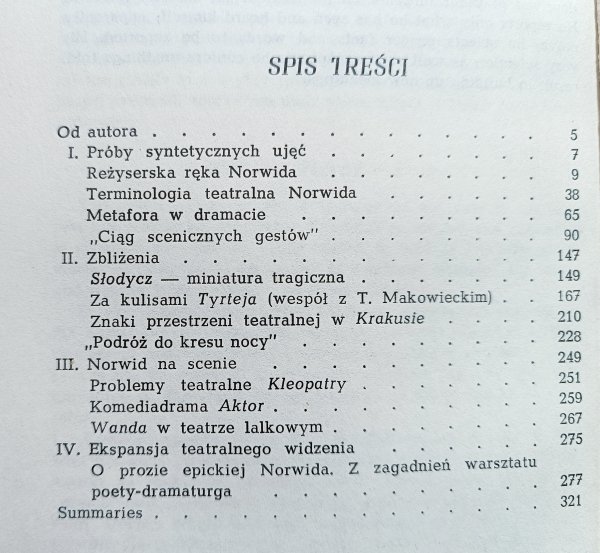 SPIS TREŚCI
Od autora . . . . . . . . . . . . . . 5
I. Próby syntetycznych ujęć . . . . . . . . 7
Reżyserska ręka Norwida . . . . . . . . 9
Terminologia teatralna Norwida . . . . . . 38
Metafora w dramacie . . . . . . . . 65
„Ciąg scenicznych gestów” . . . . . . . . 90
II. Zbliżenia . . . . . . . . . . . . 147
Słodycz — miniatura tragiczna . . . . . . 149
Za kulisami Tyrteja (wespół z T. Makowieckim) . . 167
Znaki przestrzeni teatralnej w Krakusie . . . . 210
„Podróż do kresu nocy” . . . . . . . . 228
III. Norwid na scenie . . . . . . . . . 249
Problemy teatralne Kleopatry . . . . . . 251
Komediadrama Aktor . . . . . . . . . 259
Wanda w teatrze lalkowym . . . . . . . 267
IV. Ekspansja teatralnego widzenia . . . . . 275
O prozie epickiej Norwida. Z zagadnień warsztatu
poety-dramaturga . . . . . . . . . 277
Summaries . . . . . . . . . . . . . 321